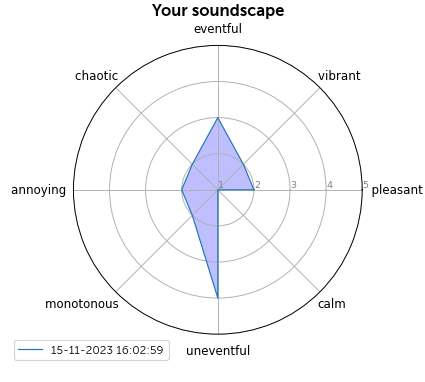 Your soundscape
eventful
chaotic
vibrant
annoying
1 2 3 4 5
pleasant
monotonous
calm
15-11-2023 16:02:59
uneventful